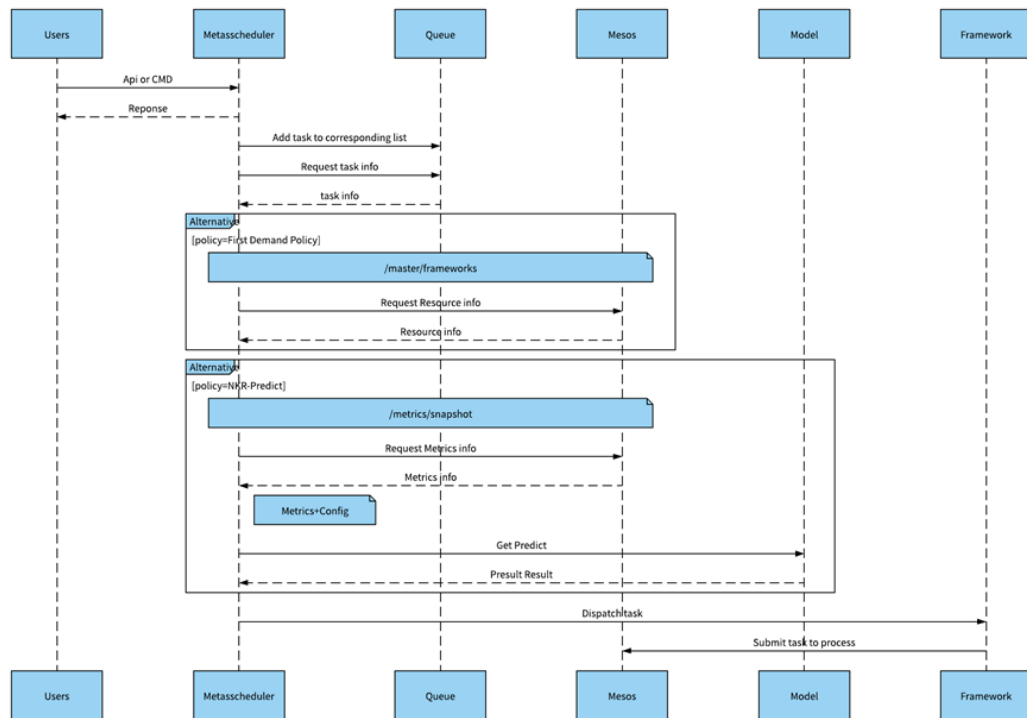 Users
Metasscheduler
Queue
Mesos
Model
Framework
Api or CMD
Reponse
Add task to corresponding list
Request task info
task info
Alternative
[policy=First Demand Policy]
/master/frameworks
Request Resource info
Resource info
Alternative
[policy=NKR-Predict]
/metrics/snapshot
Request Metrics info
Metrics info
Metrics+Config
Get Predict
Presult Result
Dispatch task
Submit task to process
Users
Metasscheduler
Queue
Mesos
Model
Framework